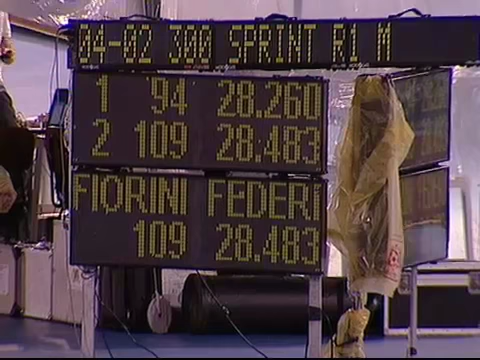 04-02 300 SPRINT R1 M
1 '94 28.260
2 109 28.483
FIORINI FEDERI
109 28.483